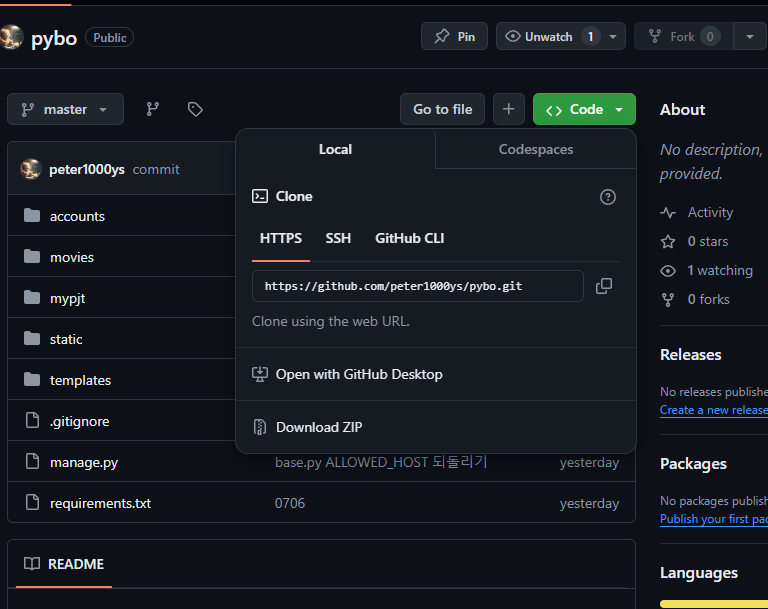 pybo Public Pin Unwatch 1 Fork 0
master Go to file Code
About
Local Codespaces
No description,
provided.
peter1000ys commit
Clone
Activity
accounts
0 stars
HTTPS SSH GitHub CLI
movies
1 watching
https://github.com/peter1000ys/pybo.git
mypjt
0 forks
Clone using the web URL.
static
Releases
Open with GitHub Desktop
templates
No releases publishe
Create a new release
.gitignore
Download ZIP
manage.py base.py ALLOWED_HOST 되돌리기 yesterday
Packages
requirements.txt 0706 yesterday
No packages publish
Publish your first pac
README
Languages